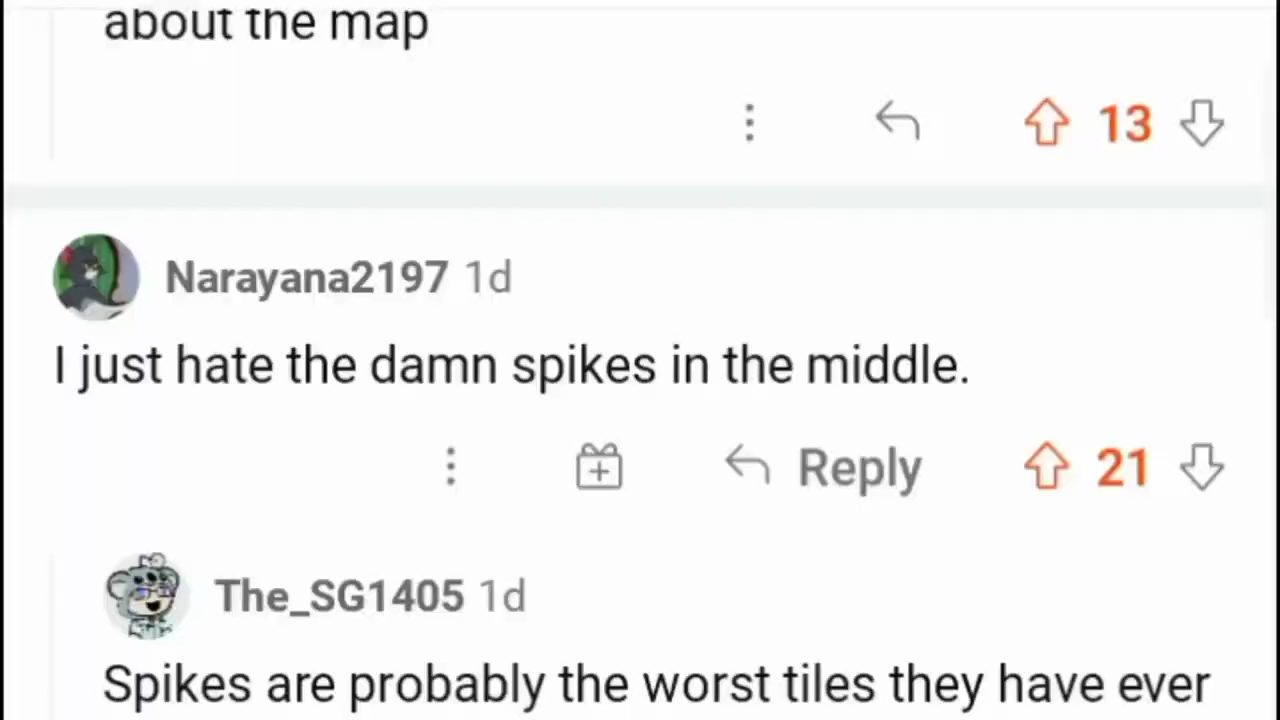 about the map
13
Narayana2197 1d
I just hate the damn spikes in the middle.
Reply 21
The_SG1405 1d
Spikes are probably the worst tiles they have ever